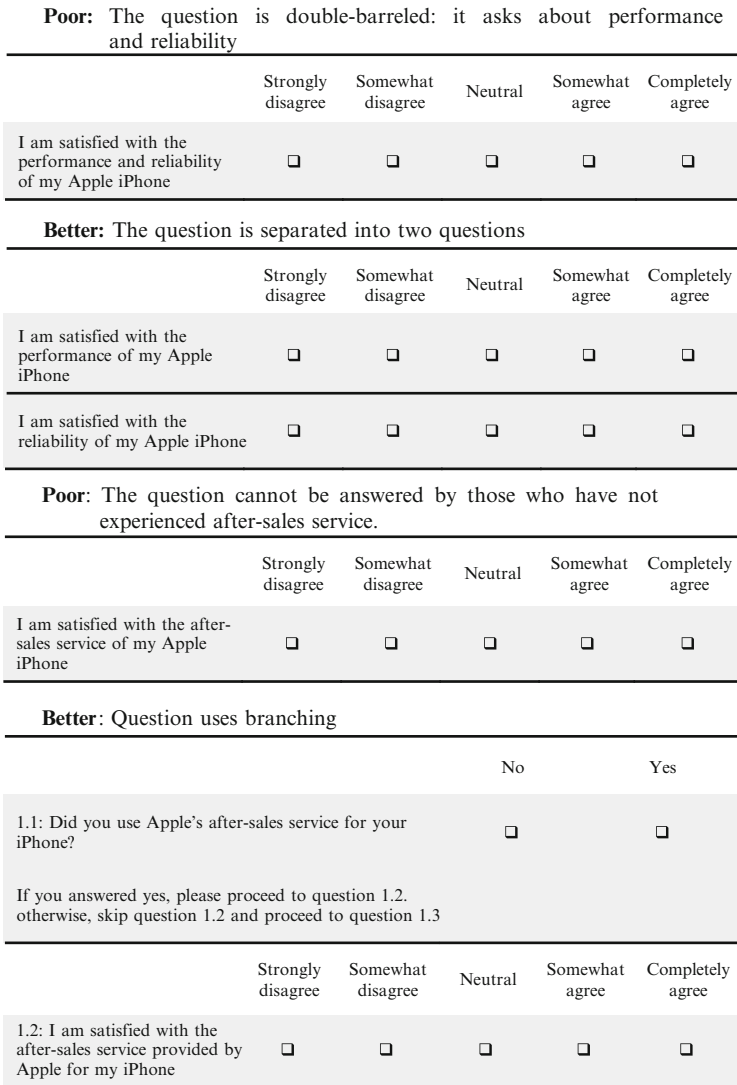 Poor: The question is double-barreled: it asks about performance
and reliability
Strongly disagree Somewhat disagree Neutral Somewhat agree Completely agree
I am satisfied with the
performance and reliability
of my Apple iPhone
❑ ❑ ❑ ❑ ❑
Better: The question is separated into two questions
Strongly disagree Somewhat disagree Neutral Somewhat agree Completely agree
I am satisfied with the
performance of my Apple
iPhone
❑ ❑ ❑ ❑ ❑
I am satisfied with the
reliability of my Apple iPhone
❑ ❑ ❑ ❑ ❑
Poor: The question cannot be answered by those who have not
experienced after-sales service.
Strongly disagree Somewhat disagree Neutral Somewhat agree Completely agree
I am satisfied with the after-
sales service of my Apple
iPhone
❑ ❑ ❑ ❑ ❑
Better: Question uses branching
No Yes
1.1: Did you use Apple's after-sales service for your
iPhone?
❑ ❑
If you answered yes, please proceed to question 1.2.
otherwise, skip question 1.2 and proceed to question 1.3
Strongly disagree Somewhat disagree Neutral Somewhat agree Completely agree
1.2: I am satisfied with the
after-sales service provided by
Apple for my iPhone
❑ ❑ ❑ ❑ ❑